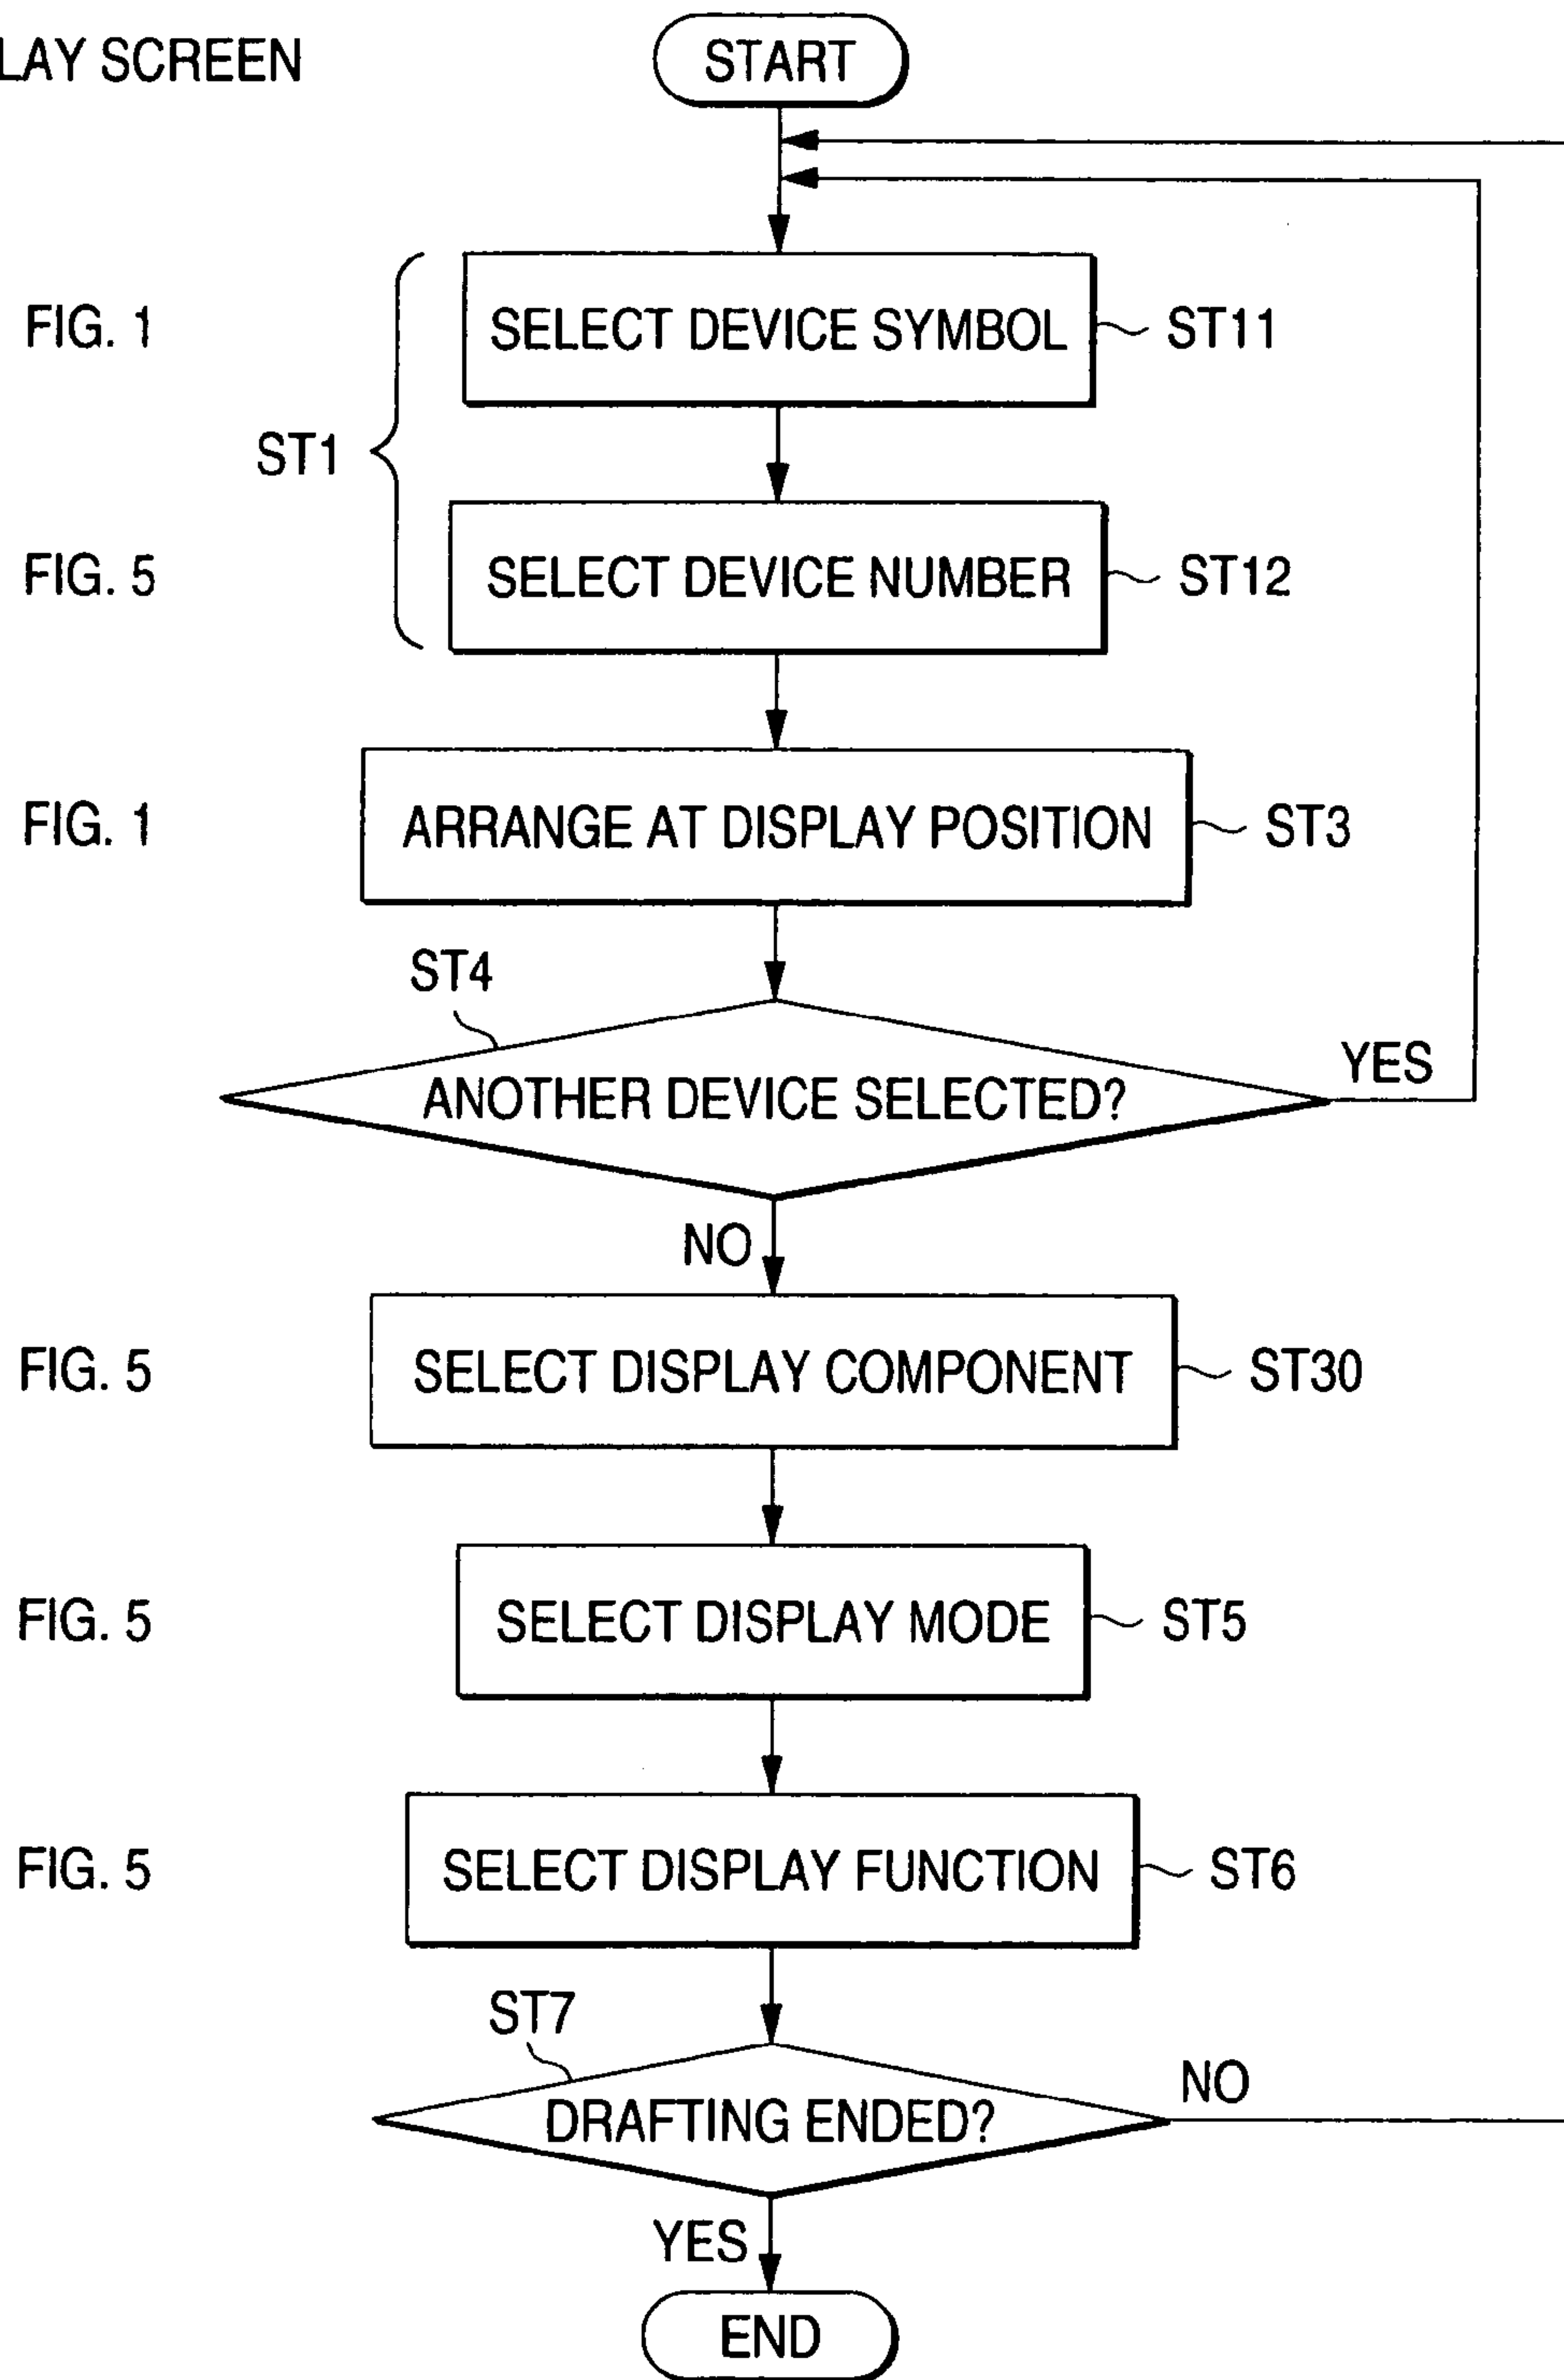 LAY SCREEN
START
FIG. 1
SELECT DEVICE SYMBOL
ST11
ST1
FIG. 5
SELECT DEVICE NUMBER
ST12
FIG. 1
ARRANGE AT DISPLAY POSITION
ST3
ST4
ANOTHER DEVICE SELECTED?
YES
NO
FIG. 5
SELECT DISPLAY COMPONENT
ST30
FIG. 5
SELECT DISPLAY MODE
ST5
FIG. 5
SELECT DISPLAY FUNCTION
ST6
ST7
DRAFTING ENDED?
NO
YES
END